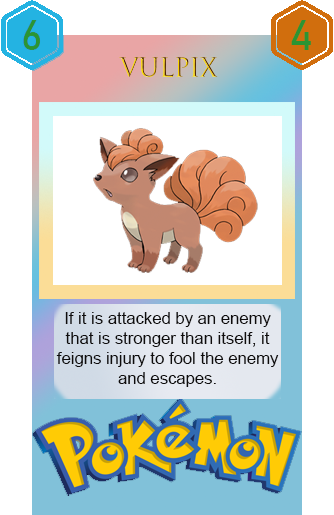 6
4
VULPIX
If it is attacked by an enemy
that is stronger than itself, it
feigns injury to fool the enemy
and escapes.
POKéMON